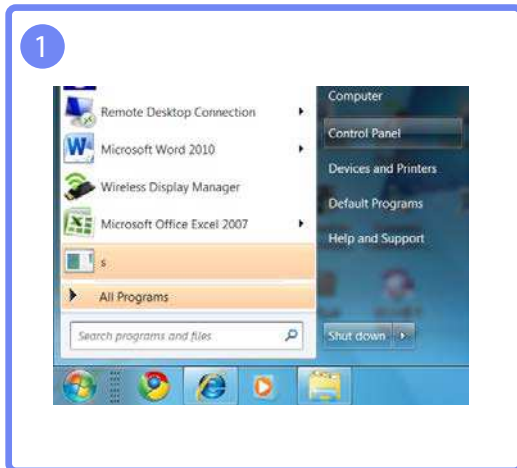 1
Remote Desktop Connection
Microsoft Word 2010
Wireless Display Manager
Microsoft Office Excel 2007
s
All Programs
Search programs and files
Computer
Control Panel
Devices and Printers
Default Programs
Help and Support
Shut down